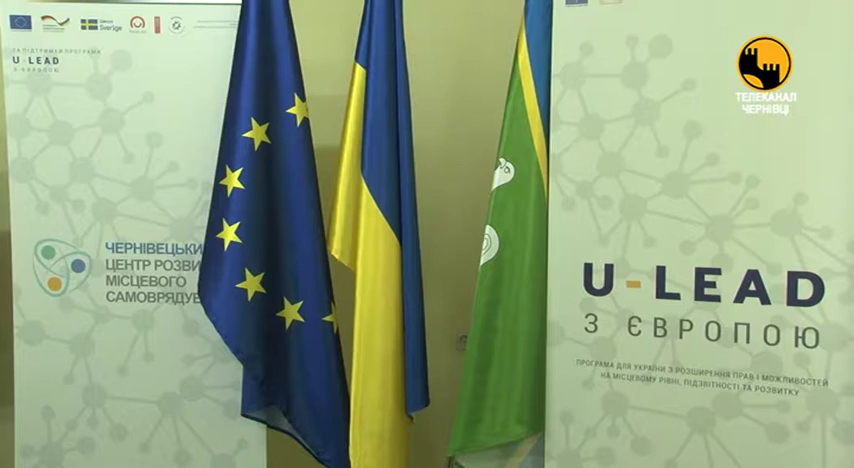 Sverige
ЗА ПІДТРИМКИ ПРОГРАМИ
U-LEAD
З ЄВРОПОЮ
ТЕЛЕКАНАЛ
ЧЕРНІВЦІ
ЧЕРНІВЕЦЬКИ
ЦЕНТР РОЗВИ
МІСЦЕВОГО
САМОВРЯДУВ
U-LEAD
З ЄВРОПОЮ
ПРОГРАМА ДЛЯ УКРАЇНИ З РОЗШИРЕННЯ ПРАВ І МОЖЛИВОСТЕЙ
НА МІСЦЕВОМУ РІВНІ, ПІДЗВІТНОСТІ ТА РОЗВИТКУ